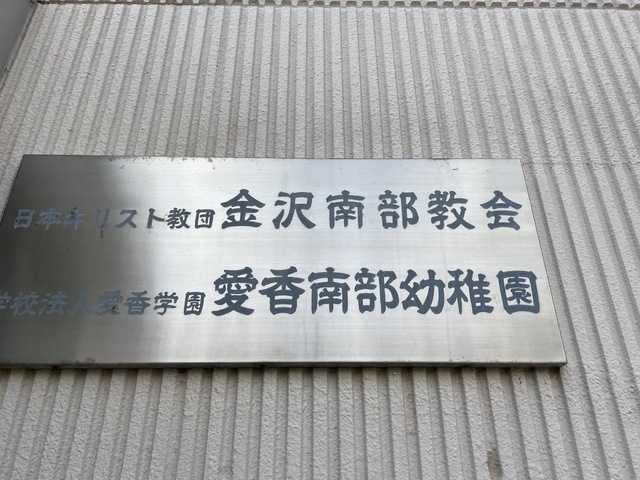 日本キリスト教団 金沢南部教会
学校法人愛香学園 愛香南部幼稚園